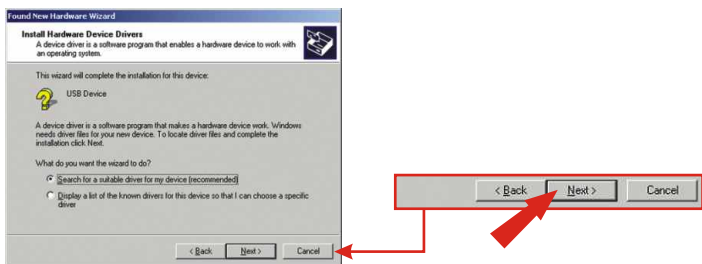 Found New Hardware Wizard
Install Hardware Device Drivers
A device driver is a software program that enables a hardware device to work with
an operating system.
This wizard will complete the installation for this device:
USB Device
A device driver is a software program that makes a hardware device work. Windows
needs driver files for your new device. To locate driver files and complete the
installation click Next.
What do you want the wizard to do?
Search for a suitable driver for my device (recommended)
Display a list of the known drivers for this device so that I can choose a specific
driver
< Back Next > Cancel
< Back Next > Cancel